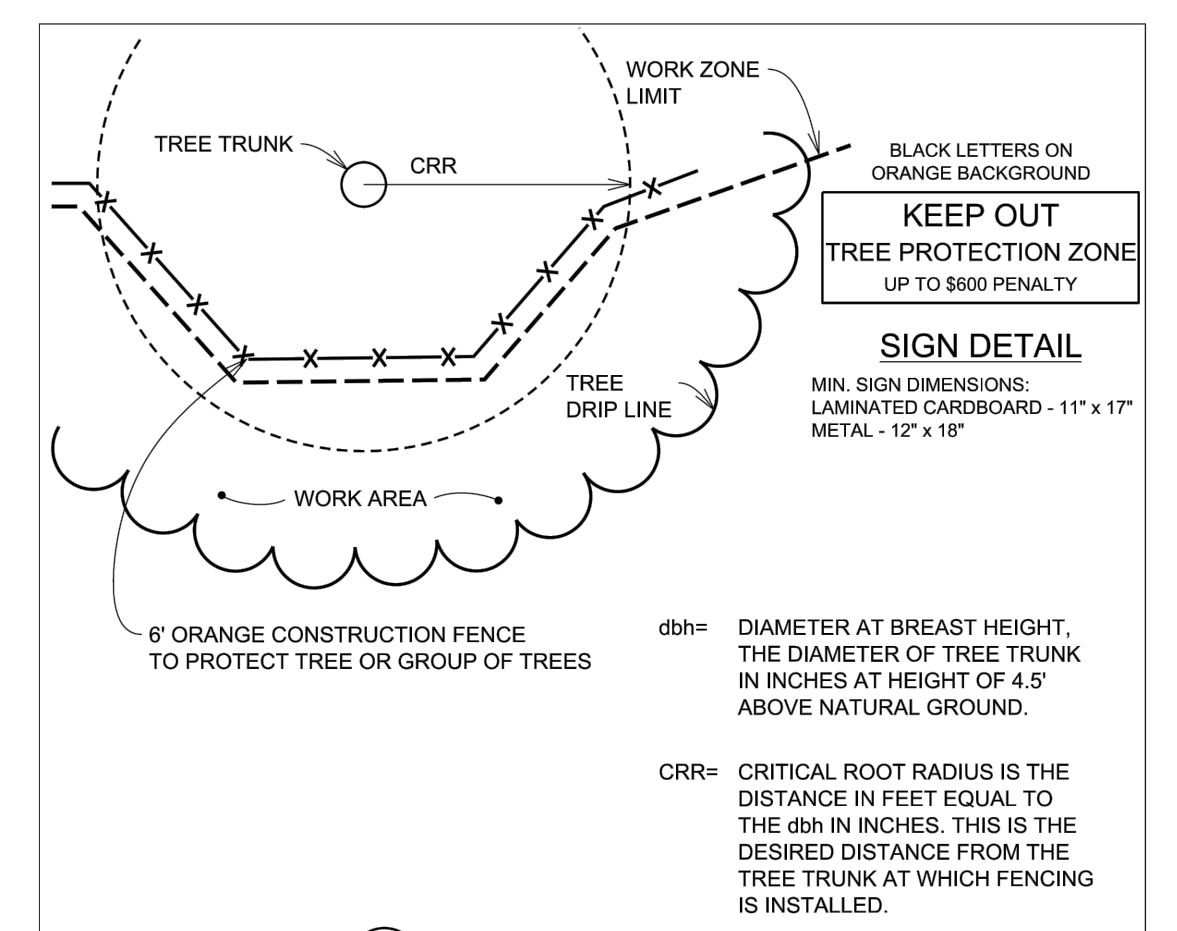 WORK ZONE
LIMIT
TREE TRUNK
CRR
BLACK LETTERS ON
ORANGE BACKGROUND
KEEP OUT
TREE PROTECTION ZONE
UP TO $600 PENALTY
SIGN DETAIL
MIN. SIGN DIMENSIONS:
LAMINATED CARDBOARD - 11" x 17"
METAL - 12" x 18"
TREE
DRIP LINE
WORK AREA
6' ORANGE CONSTRUCTION FENCE
TO PROTECT TREE OR GROUP OF TREES
dbh= DIAMETER AT BREAST HEIGHT,
THE DIAMETER OF TREE TRUNK
IN INCHES AT HEIGHT OF 4.5'
ABOVE NATURAL GROUND.
CRR= CRITICAL ROOT RADIUS IS THE
DISTANCE IN FEET EQUAL TO
THE dbh IN INCHES. THIS IS THE
DESIRED DISTANCE FROM THE
TREE TRUNK AT WHICH FENCING
IS INSTALLED.